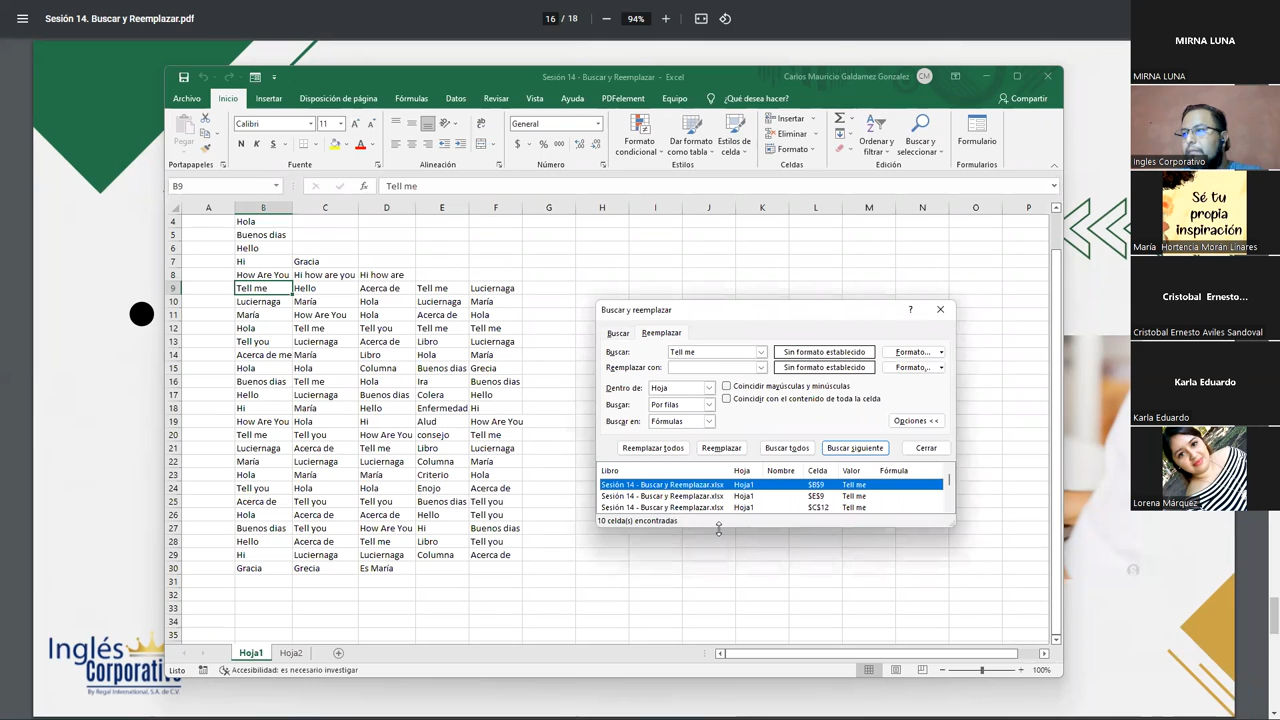 Sesión 14. Buscar y Reemplazar.pdf
16 / 18
94%
Sesión 14 - Buscar y Reemplazar - Excel
Carlos Mauricio Galdamez Gonzalez CM
Archivo Inicio Insertar Disposición de página Fórmulas Datos Revisar Vista Ayuda PDFelement Equipo ¿Qué desea hacer? Compartir
Pegar
Calibri 11
N K S
General
$ %
Formato condicional
Dar formato como tabla
Estilos de celda
Insertar
Eliminar
Formato
Ordenar y filtrar
Buscar y seleccionar
Formulario
Portapapeles Fuente Alineación Número Estilos Celdas Edición Formularios
B9 fx Tell me
A B C D E F G H I J K L M N O P
4 Hola
5 Buenos dias
6 Hello
7 Hi Gracia
8 How Are You Hi how are you Hi how are
9 Tell me Hello Acerca de Tell me Luciernaga
10 Luciernaga María Hola Luciernaga María
11 María How Are You Hola Acerca de Hola
12 Hola Tell me Tell you Tell me Tell me
13 Tell you Luciernaga Acerca de Libro Tell you
14 Acerca de me María Libro Hola María
15 Hola Hola Columna Buenos dias Grecia
16 Buenos dias Tell me Hola Ira Buenos dias
17 Hello Luciernaga Buenos dias Colera Hello
18 Hi María Hello Enfermedad Hi
19 How Are You Hola Hi Alud How Are You
20 Tell me Tell you How Are You consejo Tell me
21 Luciernaga Acerca de Tell me Libro Luciernaga
22 María Luciernaga Luciernaga Columna María
23 Hola María María Criterio Hola
24 Tell you Hola Hola Enojo Tell you
25 Acerca de Tell you Tell you Buenos dias Acerca de
26 Hola Acerca de Acerca de Hello Tell you
27 Buenos dias Tell you How Are You Hi Buenos dias
28 Hello Acerca de Tell me Libro Tell you
29 Hi Luciernaga Luciernaga Columna Acerca de
30 Gracia Grecia Es María
31
32
33
34
35
Buscar y reemplazar ?
Buscar Reemplazar
Buscar: Tell me Sin formato establecido Formato...
Reemplazar con: Sin formato establecido Formato...
Dentro de: Hoja Coincidir mayúsculas y minúsculas
Buscar: Por filas Coincidir con el contenido de toda la celda
Buscar en: Fórmulas Opciones <<
Reemplazar todos Reemplazar Buscar todos Buscar siguiente Cerrar
Libro Hoja Nombre Celda Valor Fórmula
Sesión 14 - Buscar y Reemplazar.xlsx Hoja1 $B$9 Tell me
Sesión 14 - Buscar y Reemplazar.xlsx Hoja1 $E$9 Tell me
Sesión 14 - Buscar y Reemplazar.xlsx Hoja1 $C$12 Tell me
10 celda(s) encontradas
Hoja1 Hoja2
Listo Accesibilidad: es necesario investigar 100%
Inglés
Corporativo
By Regal International, S.A. de C.V.
MIRNA LUNA
MIRNA LUNA
Ingles Corporativo
Sé tu
propia
inspiración
María Hortencia Morán Linares
Cristobal Ernesto...
Cristobal Ernesto Aviles Sandoval
Karla Eduardo
Karla Eduardo
Lorena Márquez